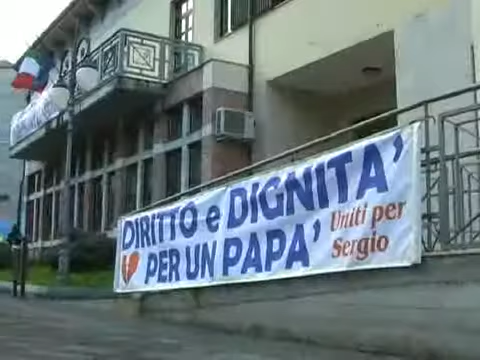 DIRITTO e DIGNITA'
PER UN PAPA'
Uniti per
Sergio